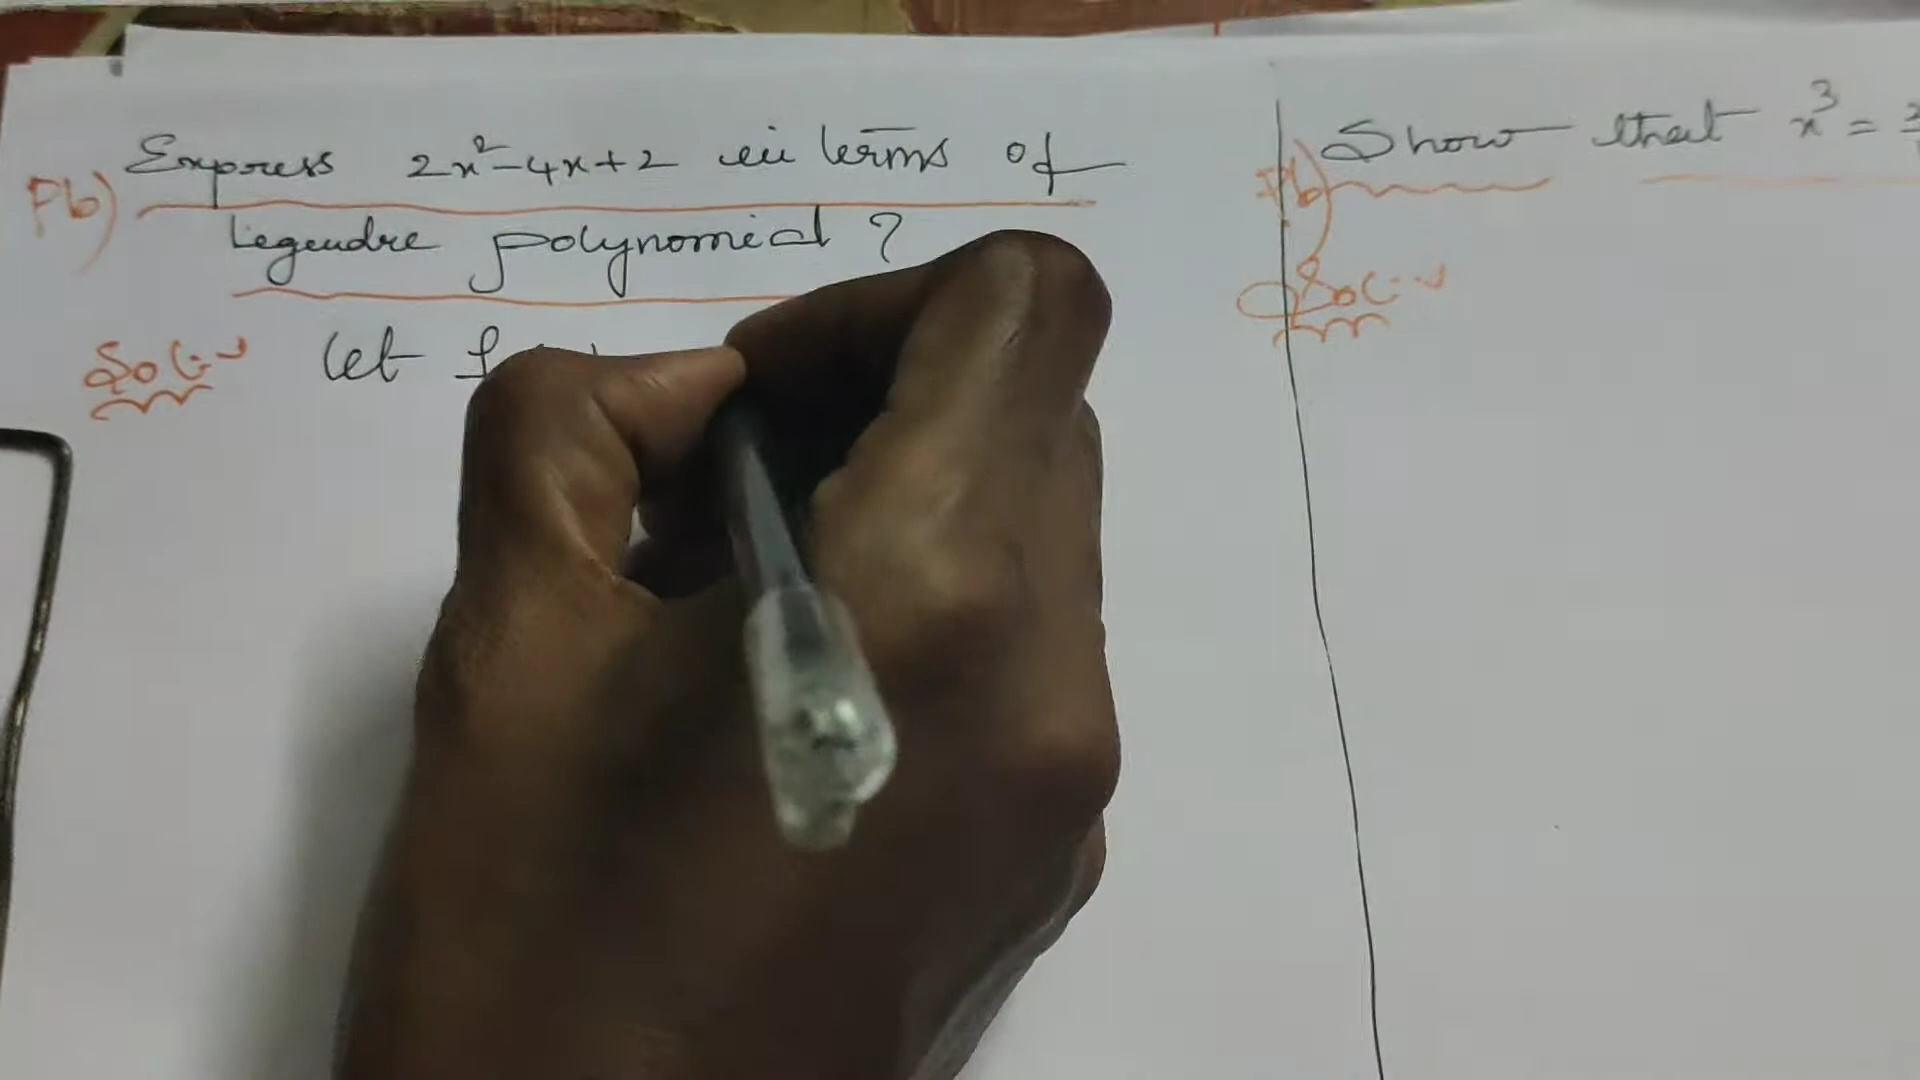 Pb) Express 2x²-4x+2 in terms of
Legendre polynomial ?
Sol:-
let f
Pb) Show that x³ =
Sol:-